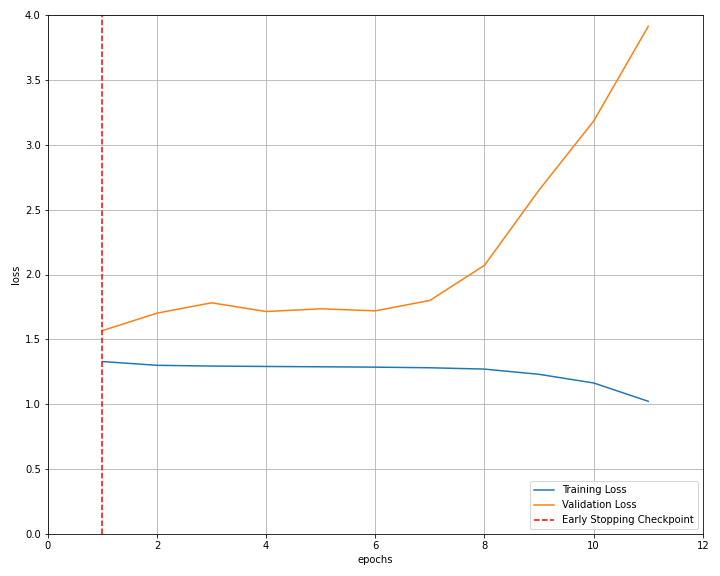 4.0
3.5
3.0
2.5
2.0
1.5
1.0
0.5
0.0
loss
0 2 4 6 8 10 12
epochs
Training Loss
Validation Loss
Early Stopping Checkpoint